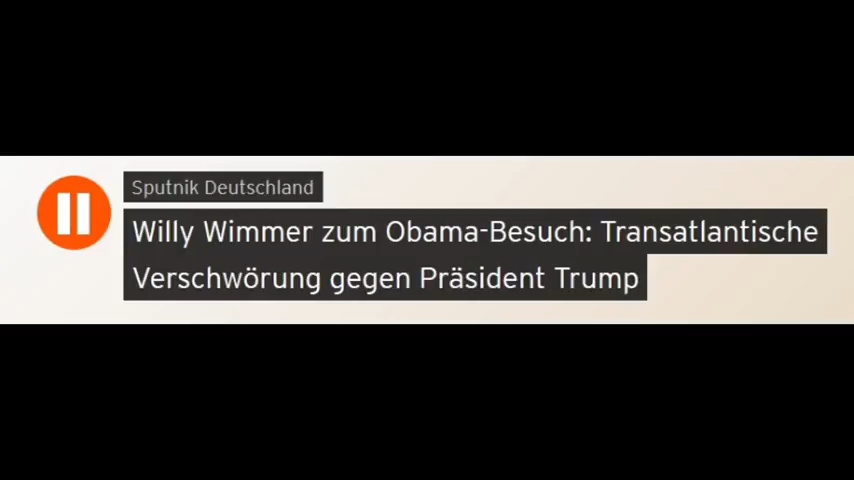 Sputnik Deutschland
Willy Wimmer zum Obama-Besuch: Transatlantische
Verschwörung gegen Präsident Trump